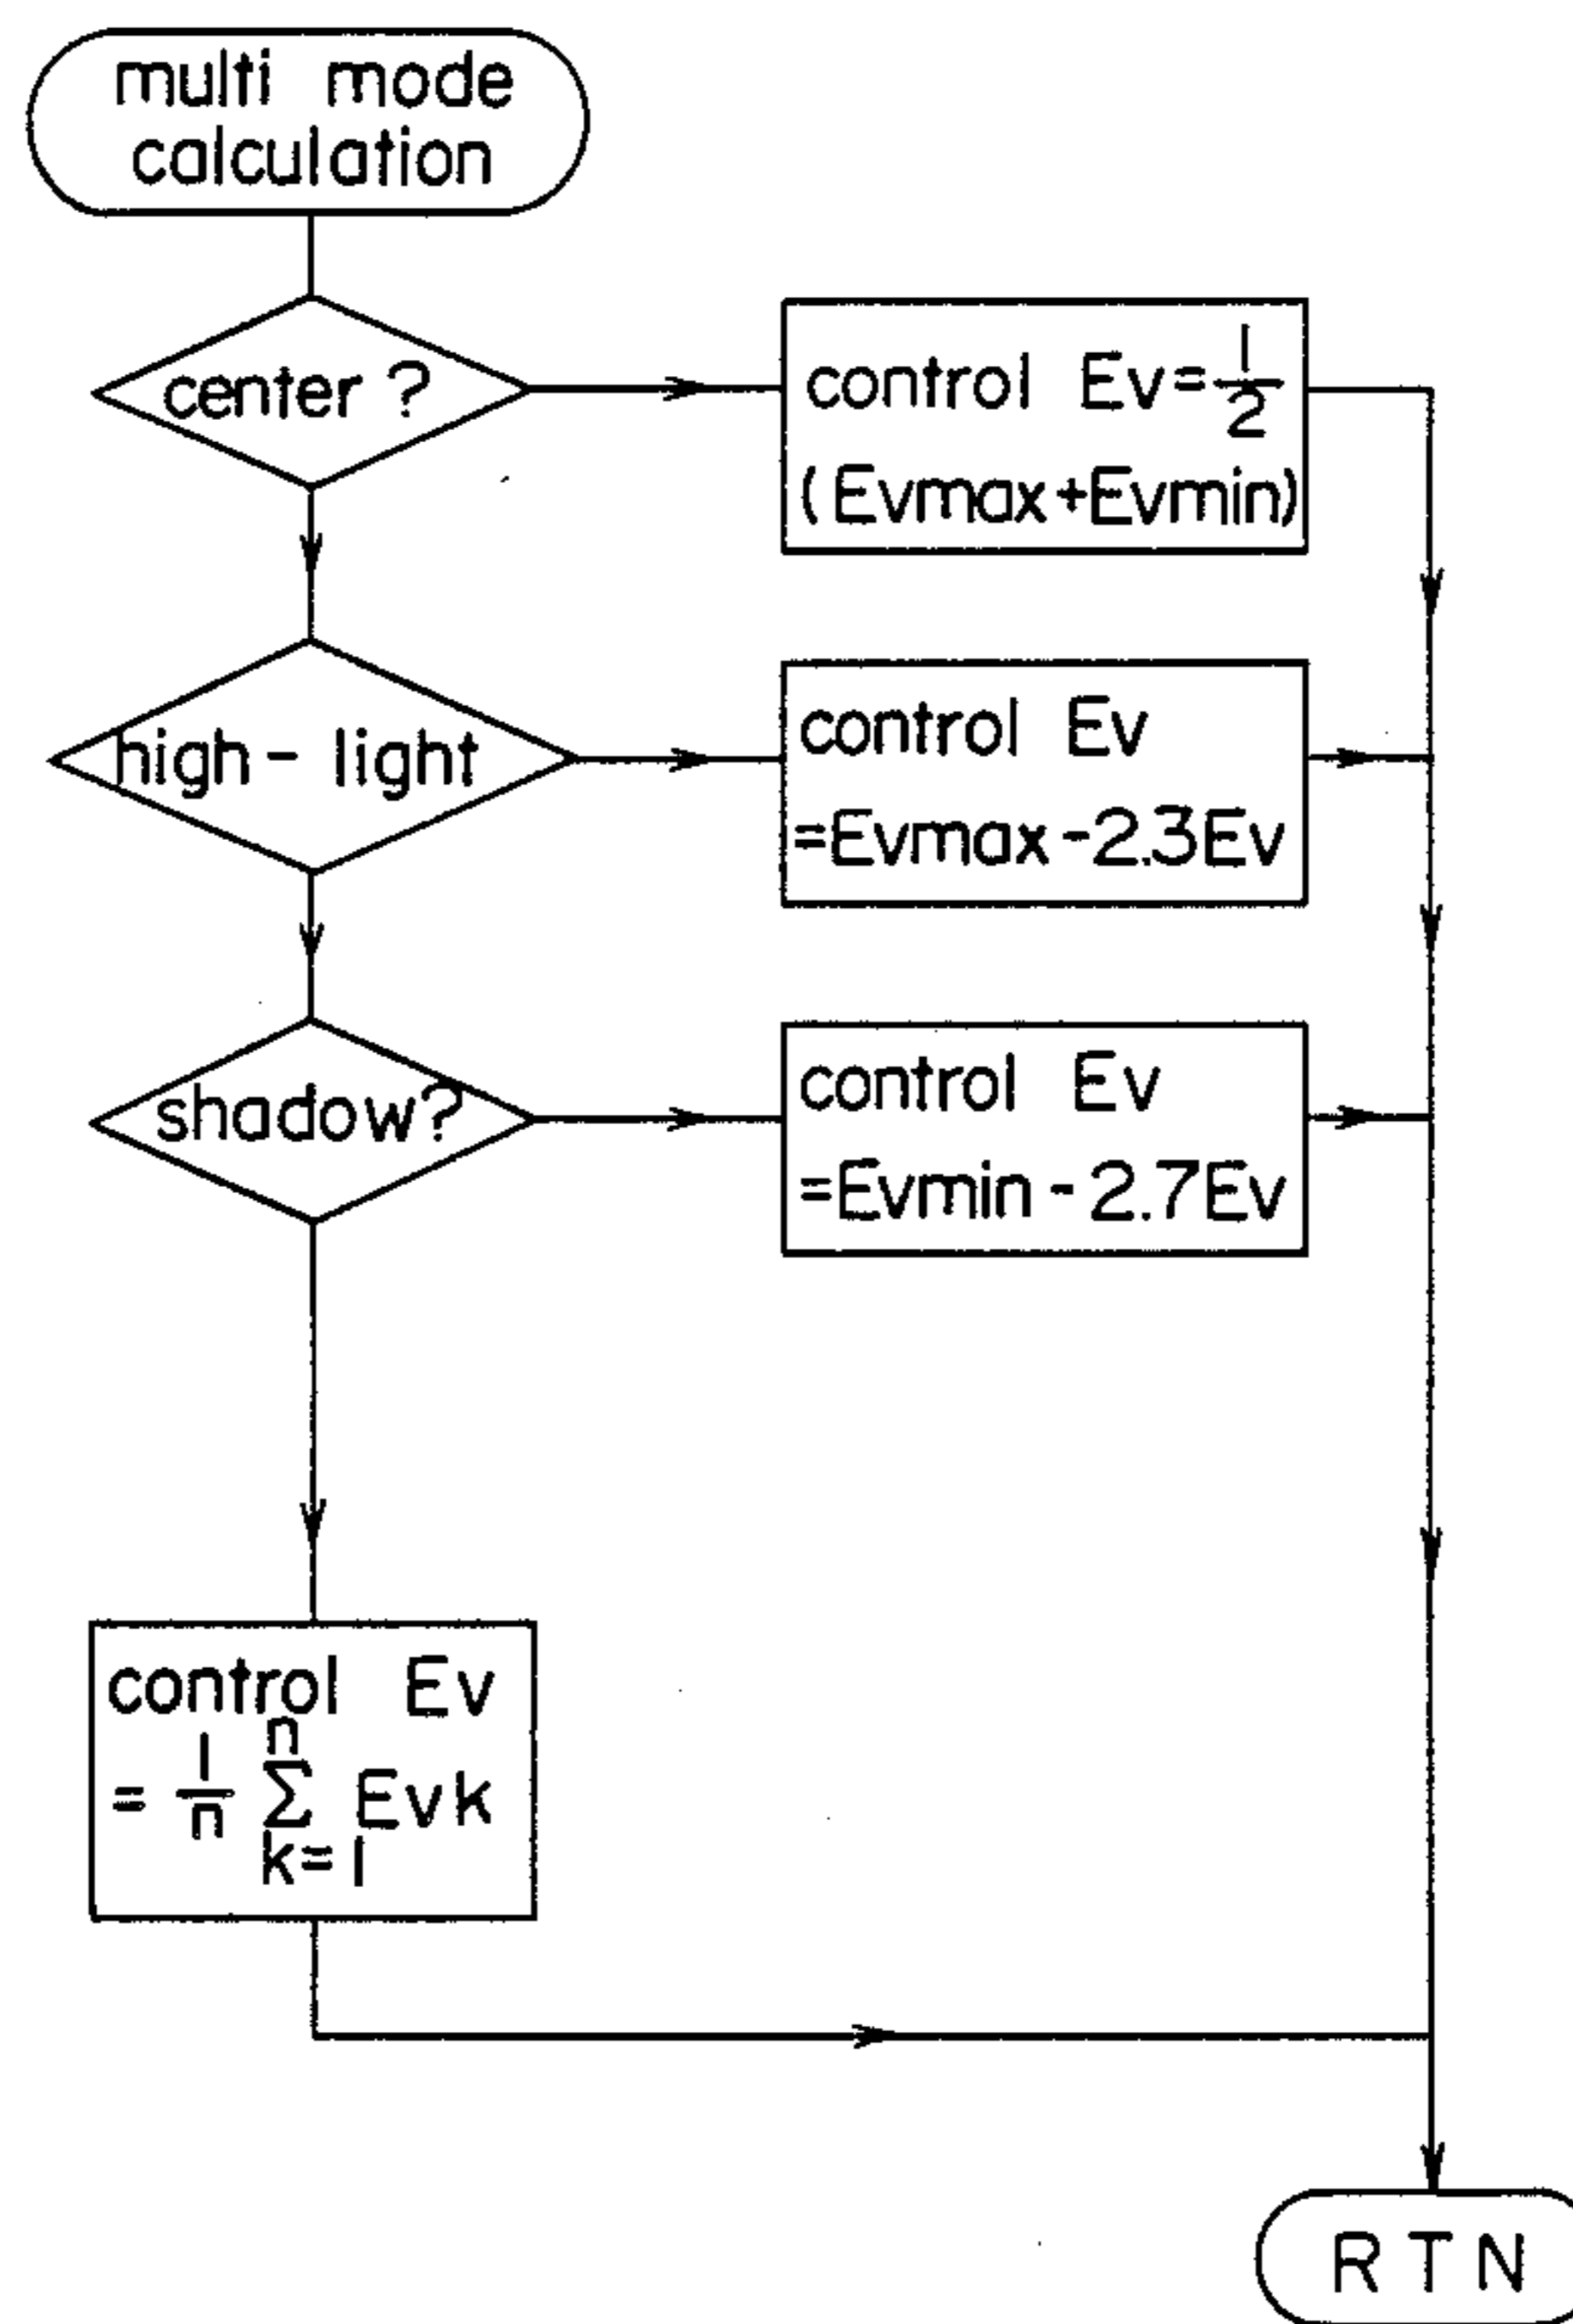 multi mode
calculation
center ?
control Ev=1/2
(Evmax+Evmin)
high-light
control Ev
=Evmax-2.3Ev
shadow?
control Ev
=Evmin-2.7Ev
control Ev
= 1/n n Σ k=1 Evk
RTN